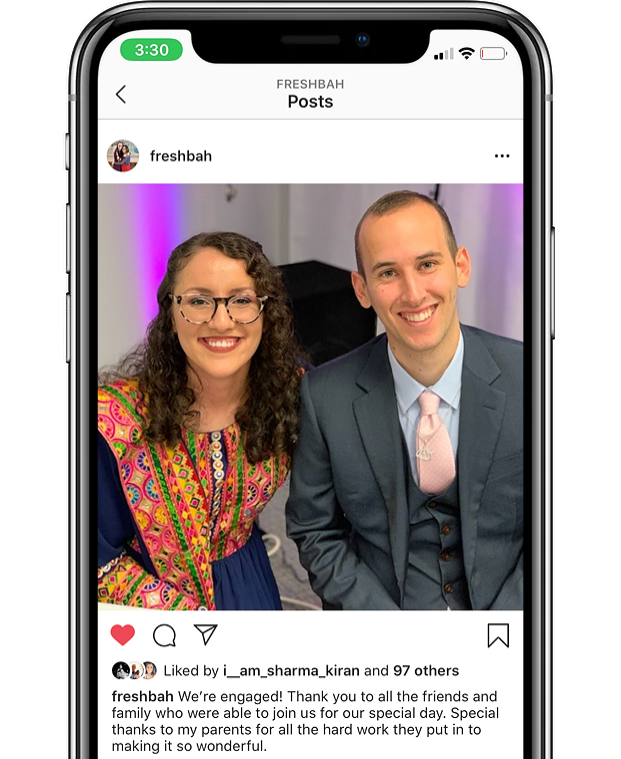 3:30
FRESHBAH
Posts
freshbah
Liked by i__am_sharma_kiran and 97 others
freshbah We’re engaged! Thank you to all the friends and
family who were able to join us for our special day. Special
thanks to my parents for all the hard work they put in to
making it so wonderful.